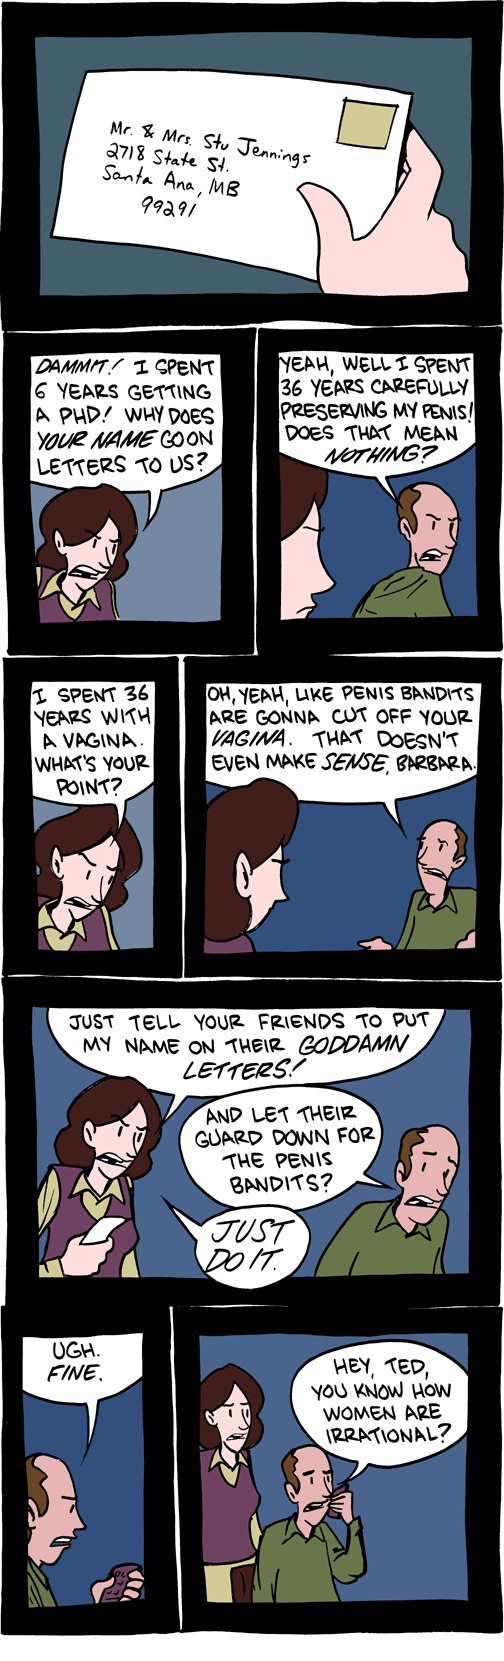 Mr. & Mrs. Stu Jennings
2718 State St.
Santa Ana, MB
99291
DAMMIT! I SPENT
6 YEARS GETTING
A PHD! WHY DOES
YOUR NAME GO ON
LETTERS TO US?
YEAH, WELL I SPENT
36 YEARS CAREFULLY
PRESERVING MY PENIS!
DOES THAT MEAN
NOTHING?
I SPENT 36
YEARS WITH
A VAGINA.
WHAT'S YOUR
POINT?
OH, YEAH, LIKE PENIS BANDITS
ARE GONNA CUT OFF YOUR
VAGINA. THAT DOESN'T
EVEN MAKE SENSE, BARBARA.
JUST TELL YOUR FRIENDS TO PUT
MY NAME ON THEIR GODDAMN
LETTERS!
AND LET THEIR
GUARD DOWN FOR
THE PENIS
BANDITS?
JUST
DO IT.
UGH.
FINE.
HEY, TED,
YOU KNOW HOW
WOMEN ARE
IRRATIONAL?